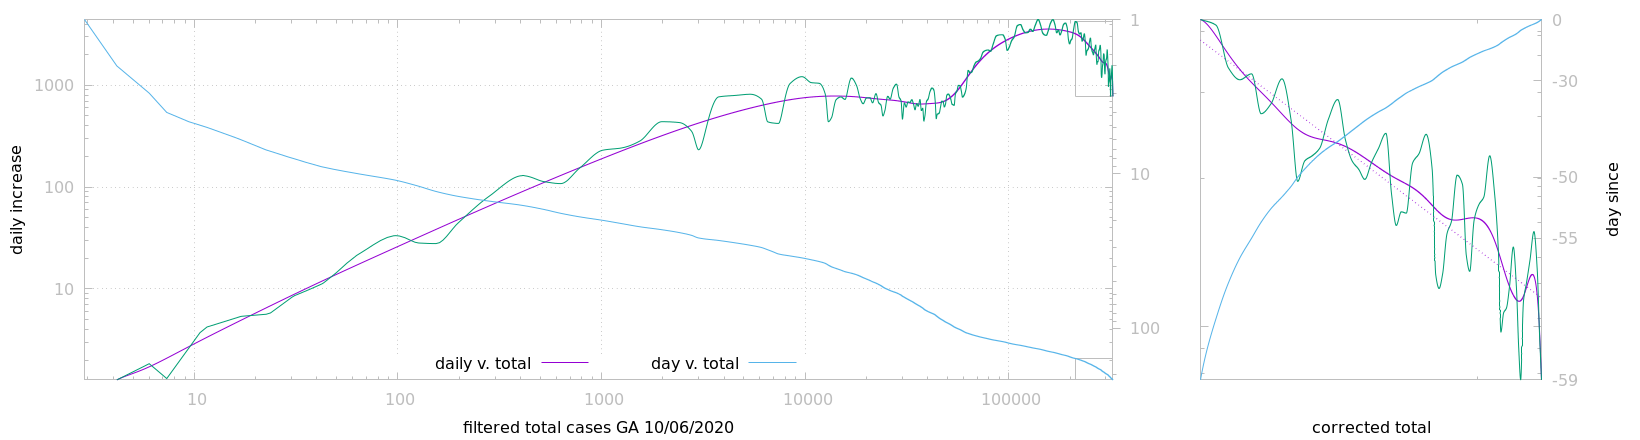 daily increase
1000
100
10
10
100
1000
10000
100000
1
10
100
daily v. total
day v. total
filtered total cases GA 10/06/2020
0
-30
-50
-55
-59
day since
corrected total